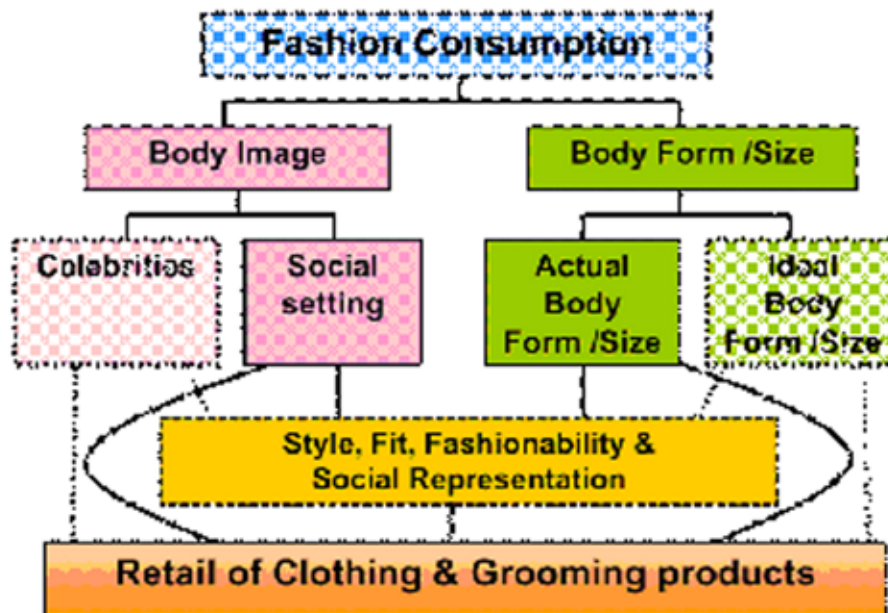 Fashion Consumption
Body Image
Body Form /Size
Celebrities
Social
setting
Actual
Body
Form /Size
Ideal
Body
Form /Size
Style, Fit, Fashionability &
Social Representation
Retail of Clothing & Grooming products